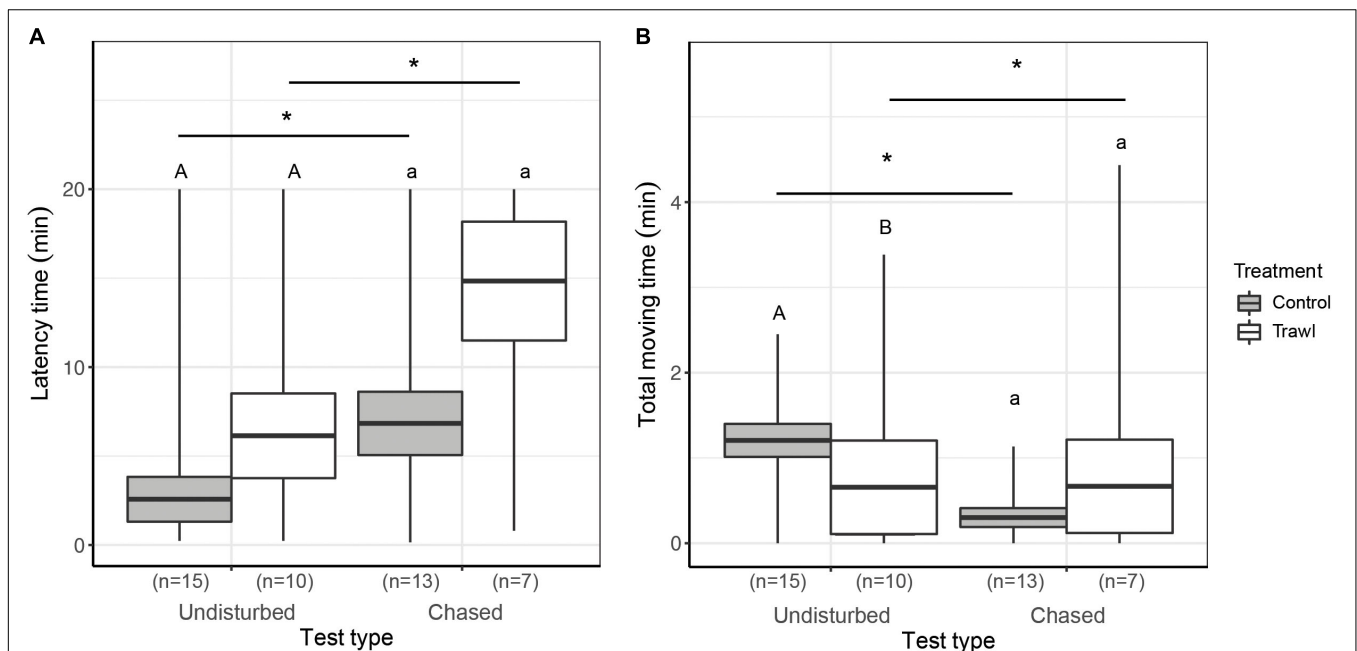 A
Latency time (min)
20
10
0
*
*
A
A
a
a
(n=15)
(n=10)
(n=13)
(n=7)
Undisturbed
Chased
Test type
B
Total moving time (min)
4
2
0
*
*
A
B
a
a
(n=15)
(n=10)
(n=13)
(n=7)
Undisturbed
Chased
Test type
Treatment
Control
Trawl